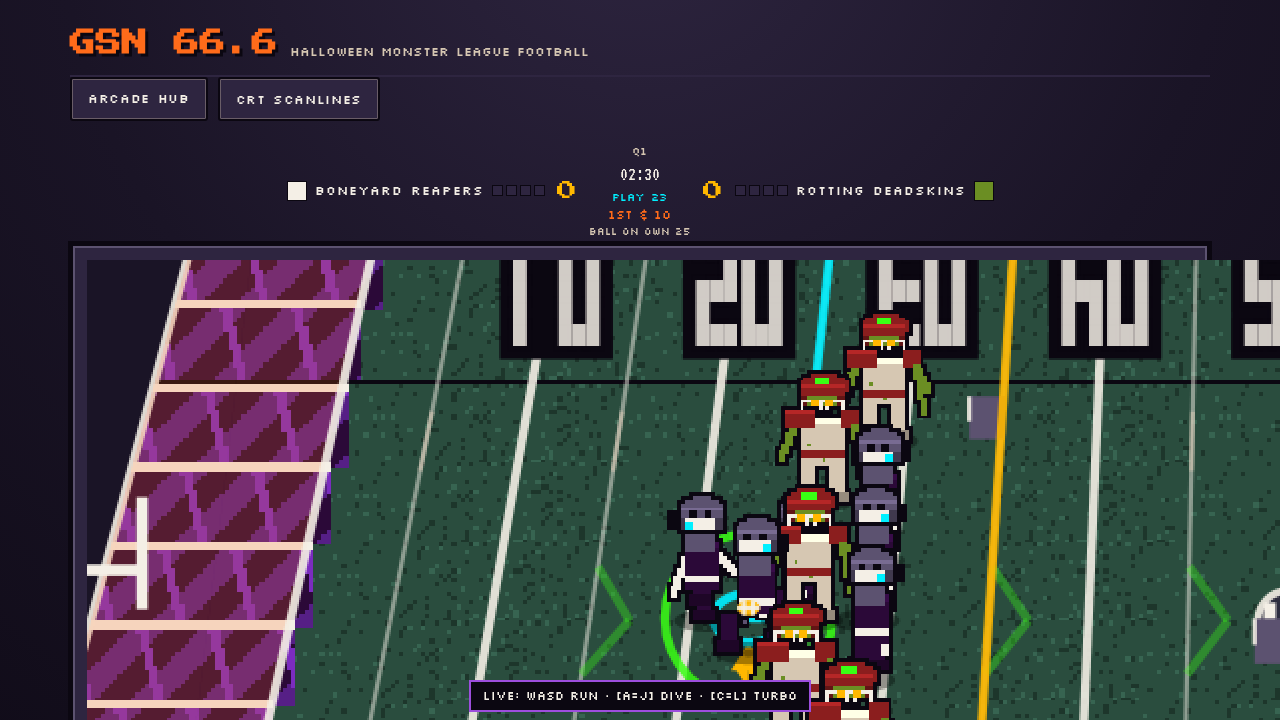 GSN 66.6
HALLOWEEN MONSTER LEAGUE FOOTBALL
ARCADE HUB
CRT SCANLINES
Q1
02:30
BONEYARD REAPERS 0
0 ROTTING DEADSKINS
PLAY 23
1ST & 10
BALL ON OWN 25
10
20
LIVE: WASD RUN · [A=J] DIVE · [C=L] TURBO